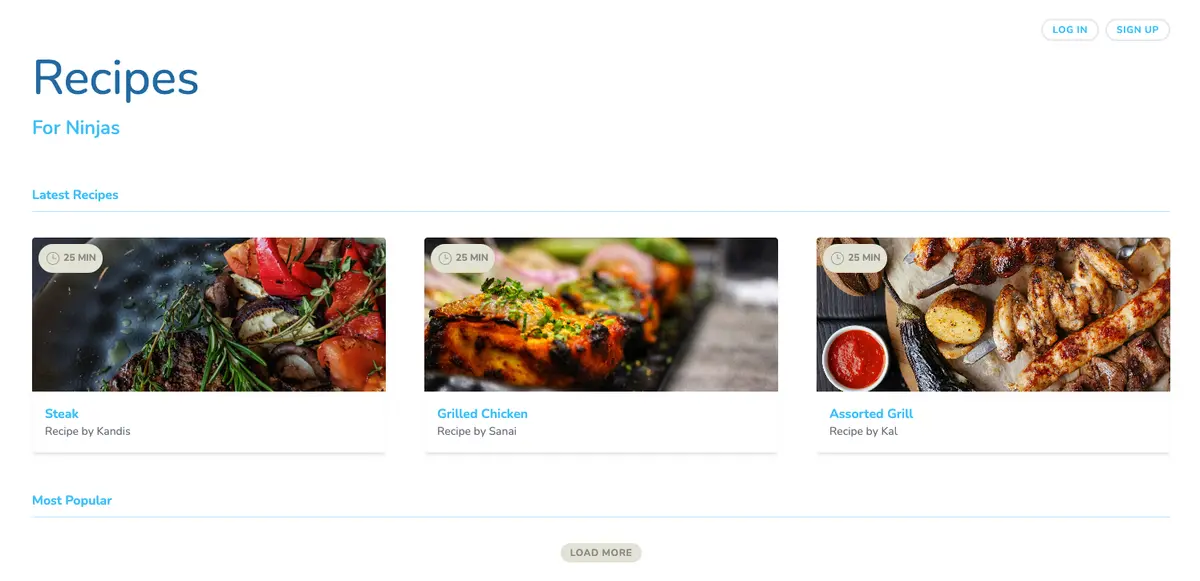 LOG IN
SIGN UP
Recipes
For Ninjas
Latest Recipes
25 MIN
25 MIN
25 MIN
Steak
Recipe by Kandis
Grilled Chicken
Recipe by Sanai
Assorted Grill
Recipe by Kal
Most Popular
LOAD MORE